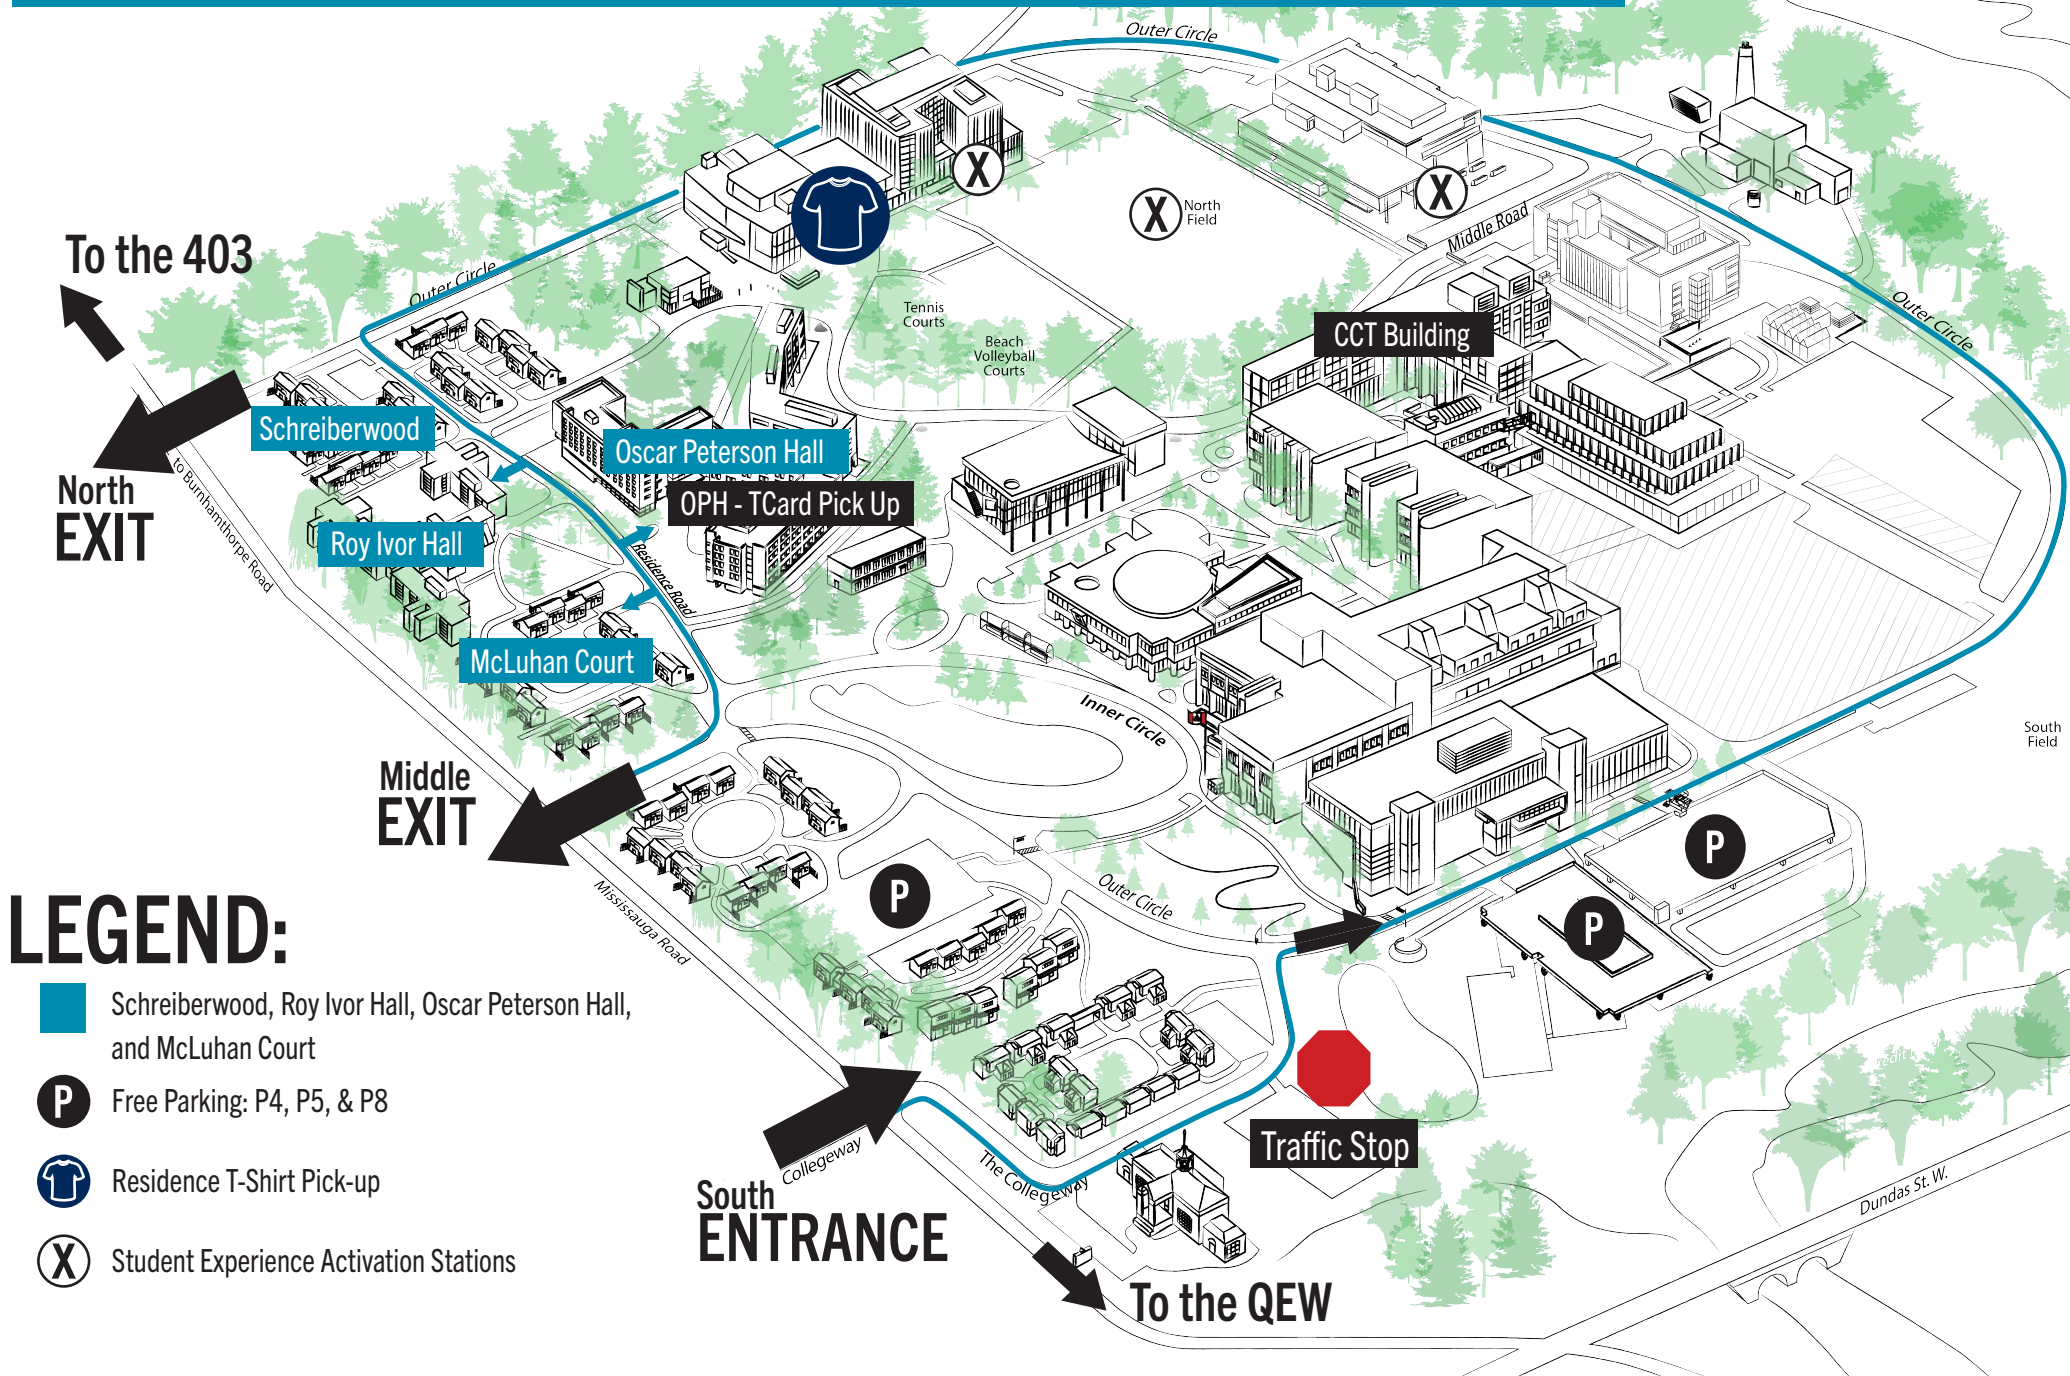 Outer Circle
X
X
X
North
Field
Middle Road
To the 403
Outer Circle
Outer Circle
Tennis
Courts
Beach
Volleyball
Courts
CCT Building
Schreiberwood
Oscar Peterson Hall
OPH - TCard Pick Up
North
EXIT
to Burnhamthorpe Road
Roy Ivor Hall
Residence Road
McLuhan Court
Inner Circle
South
Field
Middle
EXIT
P
P
P
Mississauga Road
Outer Circle
LEGEND:
Schreiberwood, Roy Ivor Hall, Oscar Peterson Hall,
and McLuhan Court
P Free Parking: P4, P5, & P8
Residence T-Shirt Pick-up
X Student Experience Activation Stations
Traffic Stop
Collegeway
The Collegeway
South
ENTRANCE
To the QEW
Dundas St. W.